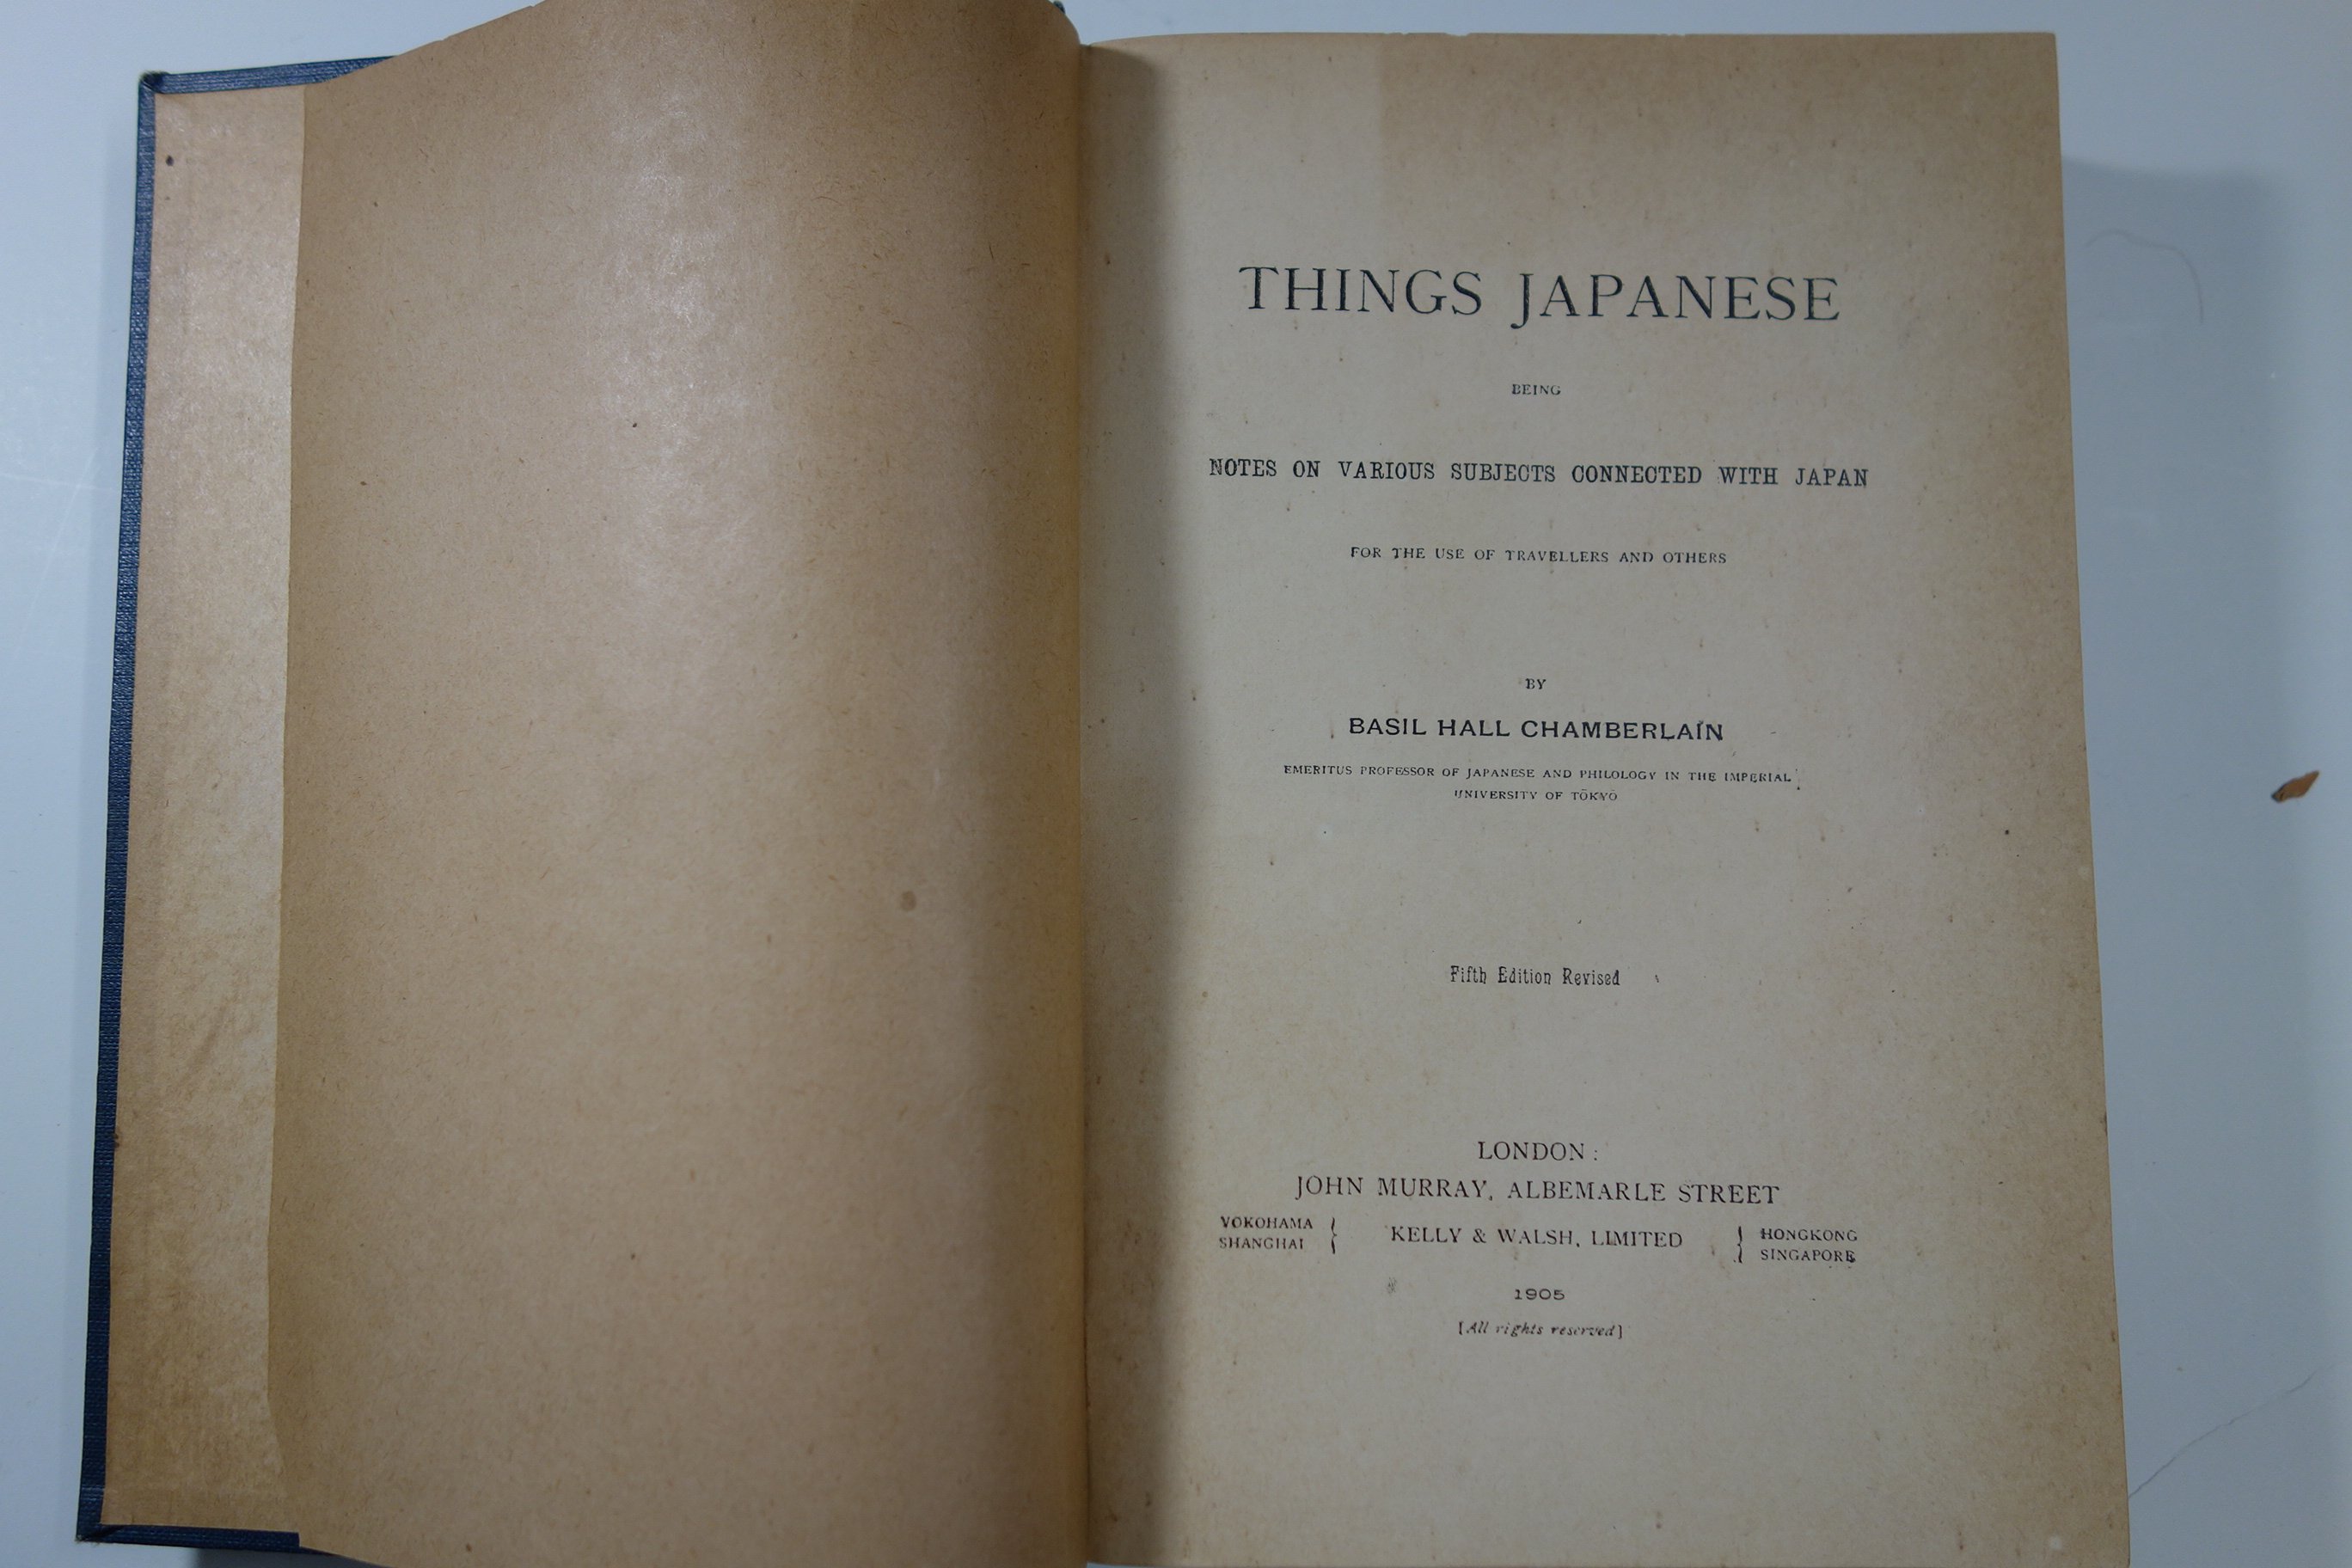 THINGS JAPANESE
BEING
NOTES ON VARIOUS SUBJECTS CONNECTED WITH JAPAN
FOR THE USE OF TRAVELLERS AND OTHERS
BY
BASIL HALL CHAMBERLAIN
EMERITUS PROFESSOR OF JAPANESE AND PHILOLOGY IN THE IMPERIAL
UNIVERSITY OF TŌKYŌ
Fifth Edition Revised
LONDON:
JOHN MURRAY, ALBEMARLE STREET
YOKOHAMA
SHANGHAI
KELLY & WALSH, LIMITED
HONGKONG
SINGAPORE
1905
[All rights reserved]